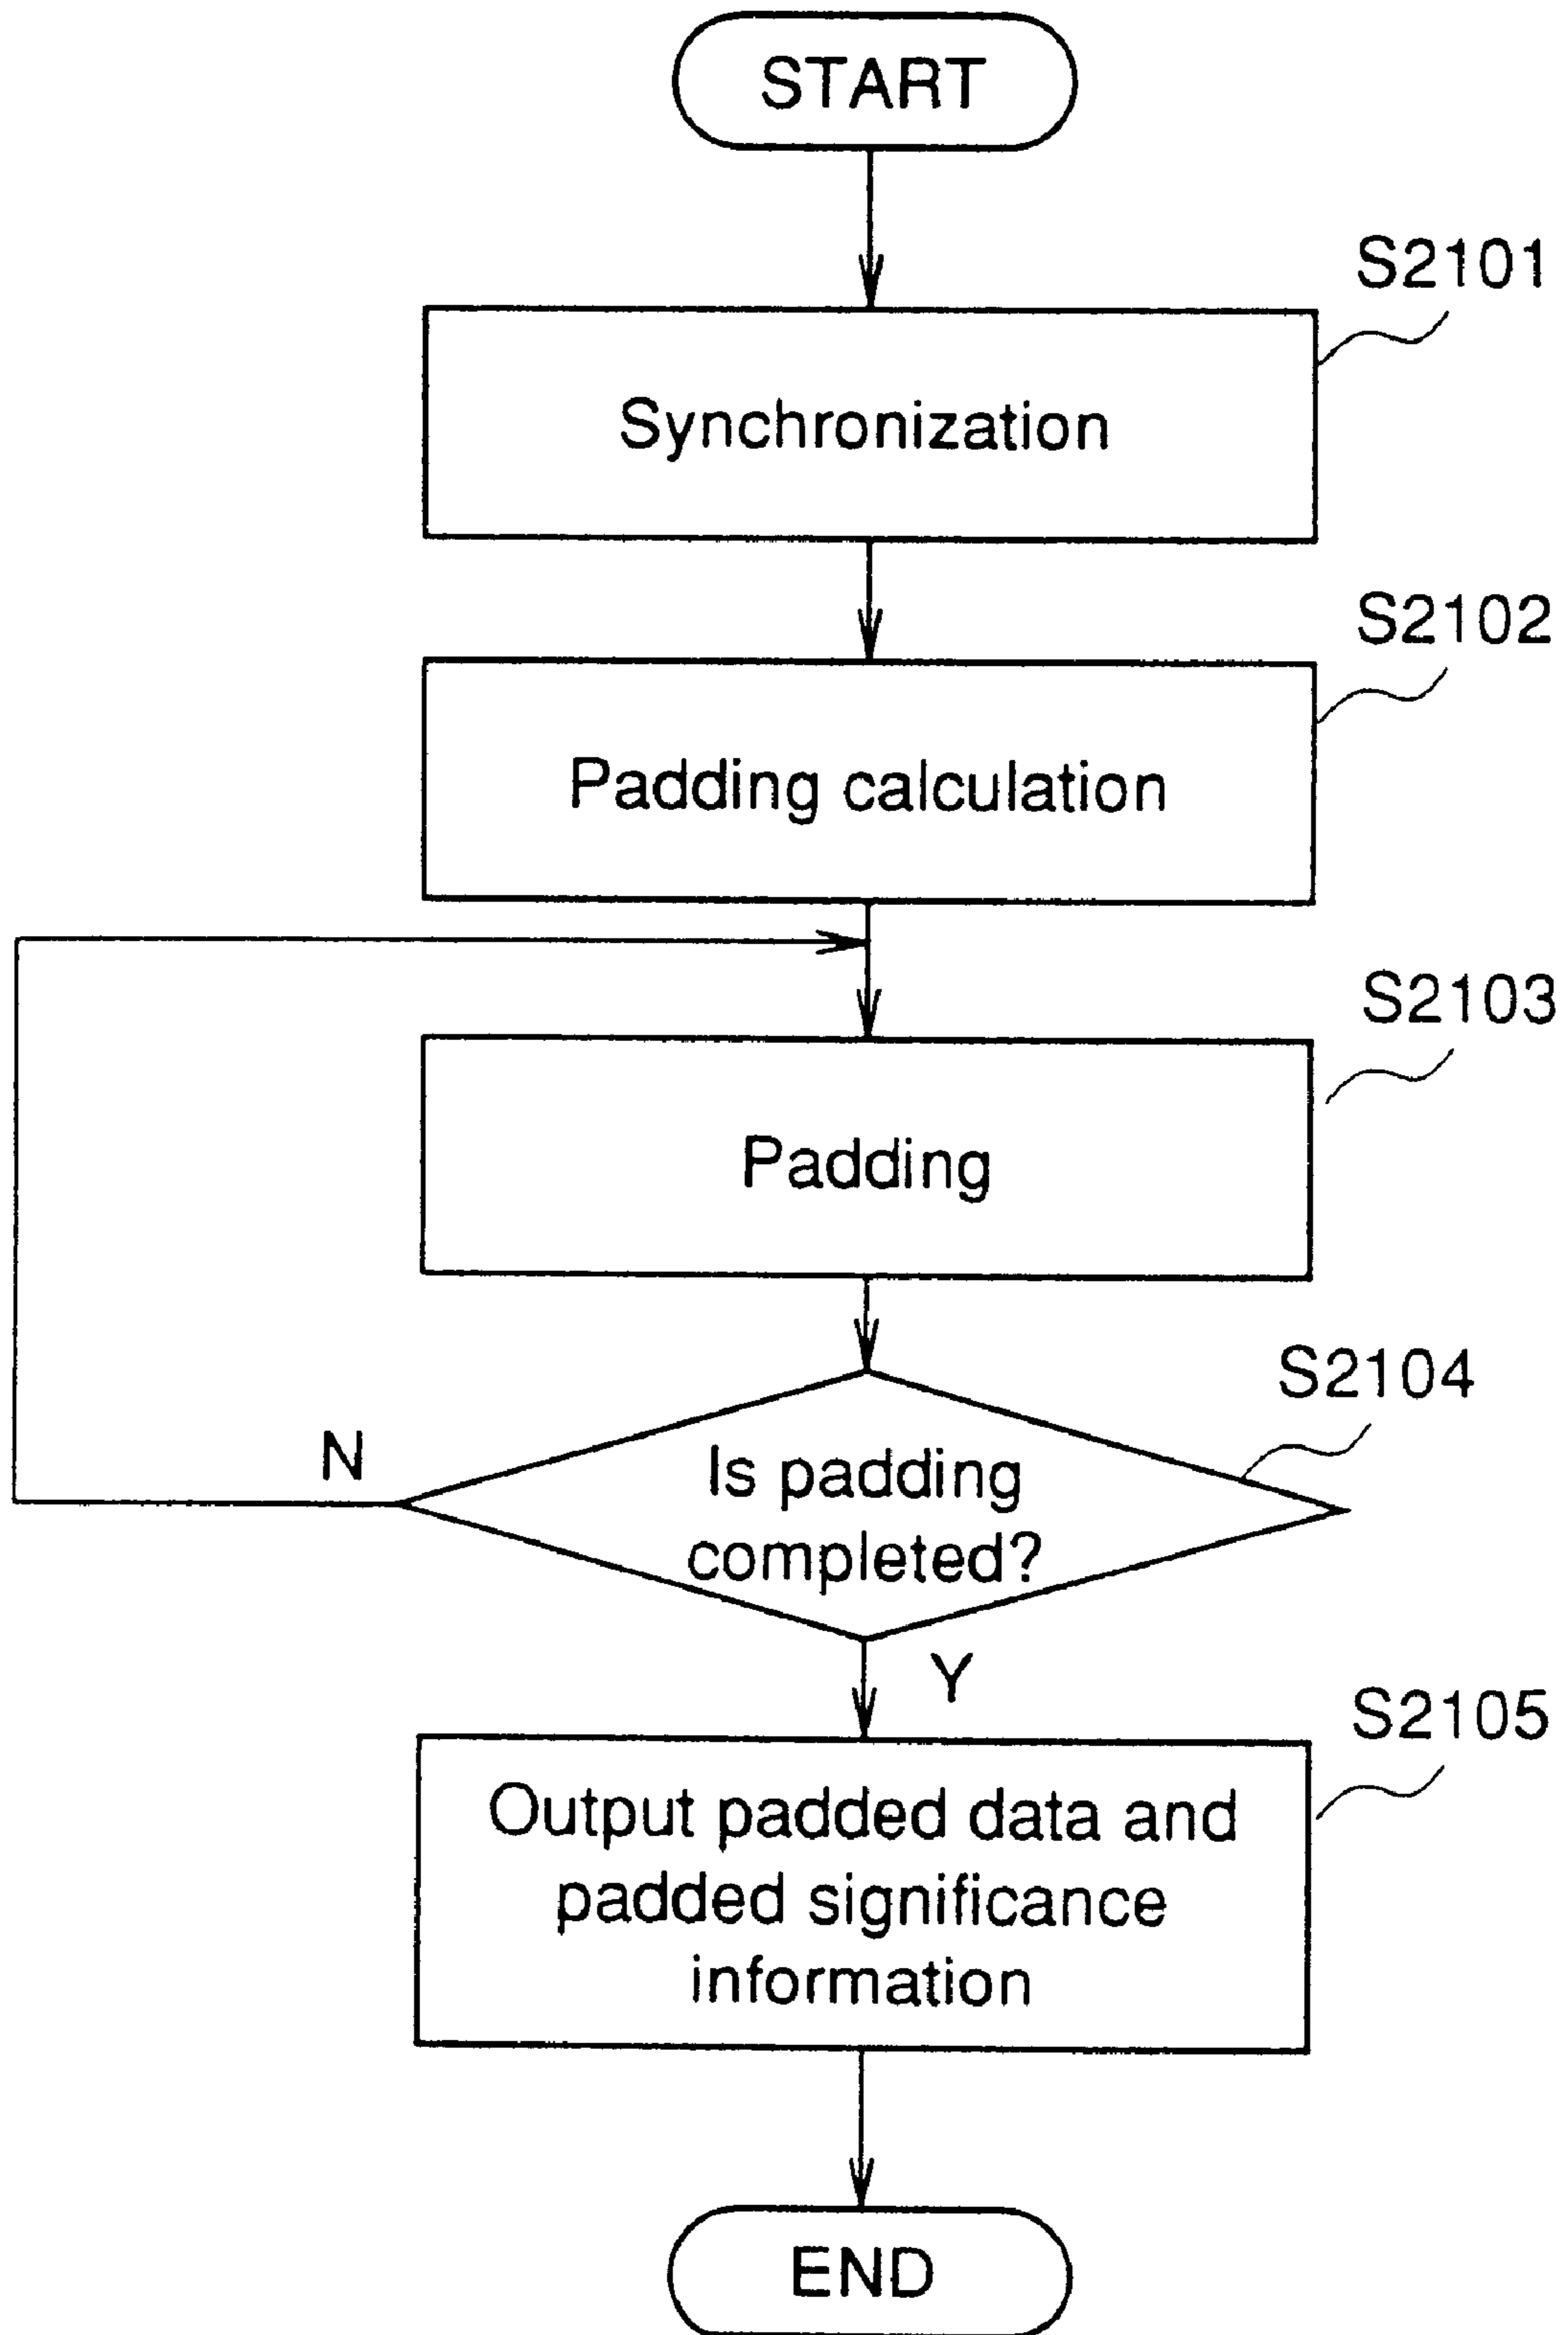 START
S2101
Synchronization
S2102
Padding calculation
S2103
Padding
S2104
N
Is padding
completed?
Y
S2105
Output padded data and
padded significance
information
END